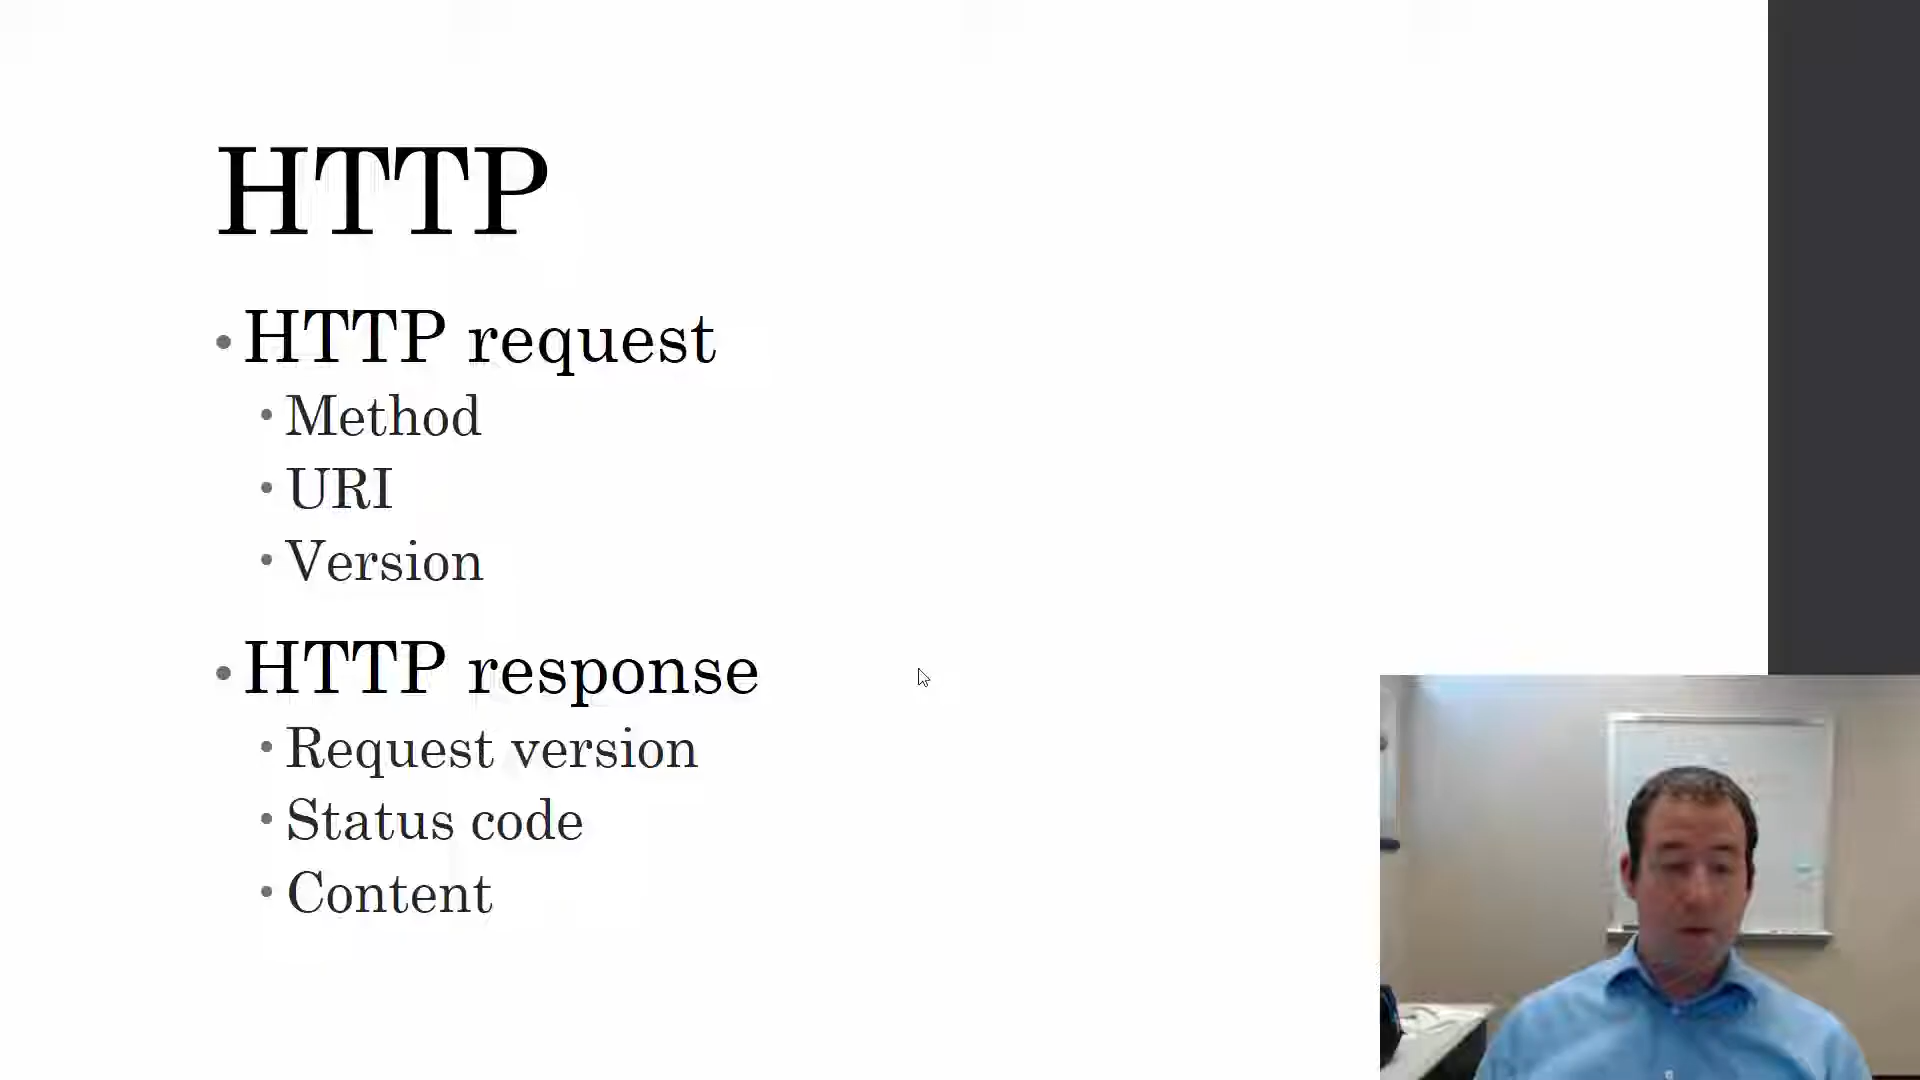 HTTP
• HTTP request
• Method
• URI
• Version
• HTTP response
• Request version
• Status code
• Content